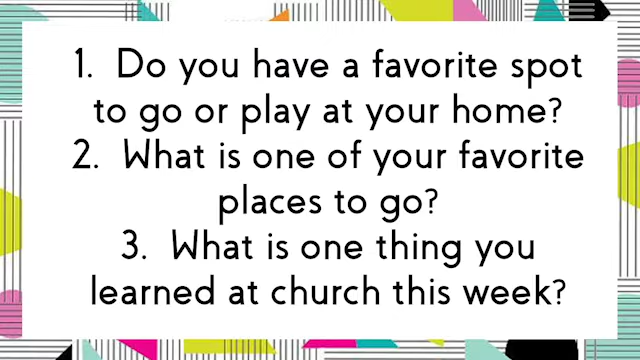 1. Do you have a favorite spot
to go or play at your home?
2. What is one of your favorite
places to go?
3. What is one thing you
learned at church this week?